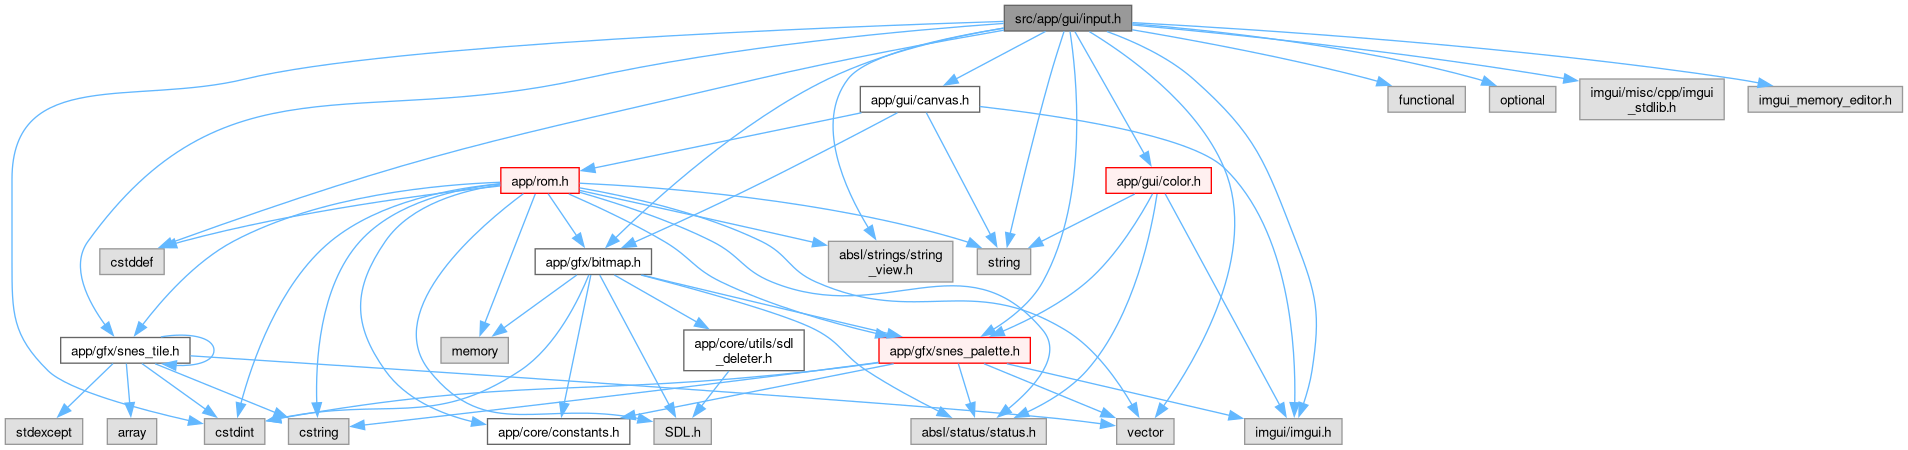 src/app/gui/input.h
app/gui/canvas.h
functional
optional
imgui/misc/cpp/imgui
_stdlib.h
imgui_memory_editor.h
app/rom.h
app/gui/color.h
cstddef
app/gfx/bitmap.h
absl/strings/string
_view.h
string
app/gfx/snes_tile.h
memory
app/core/utils/sdl
_deleter.h
app/gfx/snes_palette.h
stdexcept
array
cstdint
cstring
app/core/constants.h
SDL.h
absl/status/status.h
vector
imgui/imgui.h